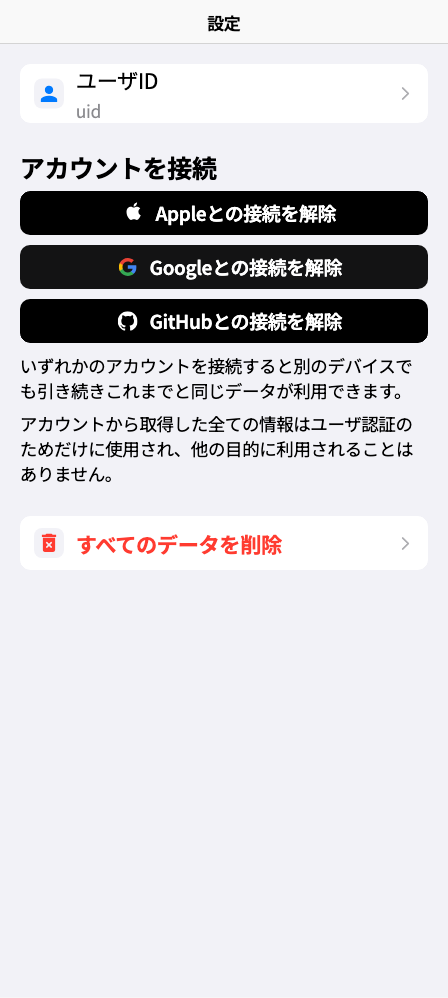 設定
ユーザID
uid
アカウントを接続
Appleとの接続を解除
Googleとの接続を解除
GitHubとの接続を解除
いずれかのアカウントを接続すると別のデバイスで
も引き続きこれまでと同じデータが利用できます。
アカウントから取得した全ての情報はユーザ認証の
ためだけに使用され、他の目的に利用されることは
ありません。
すべてのデータを削除